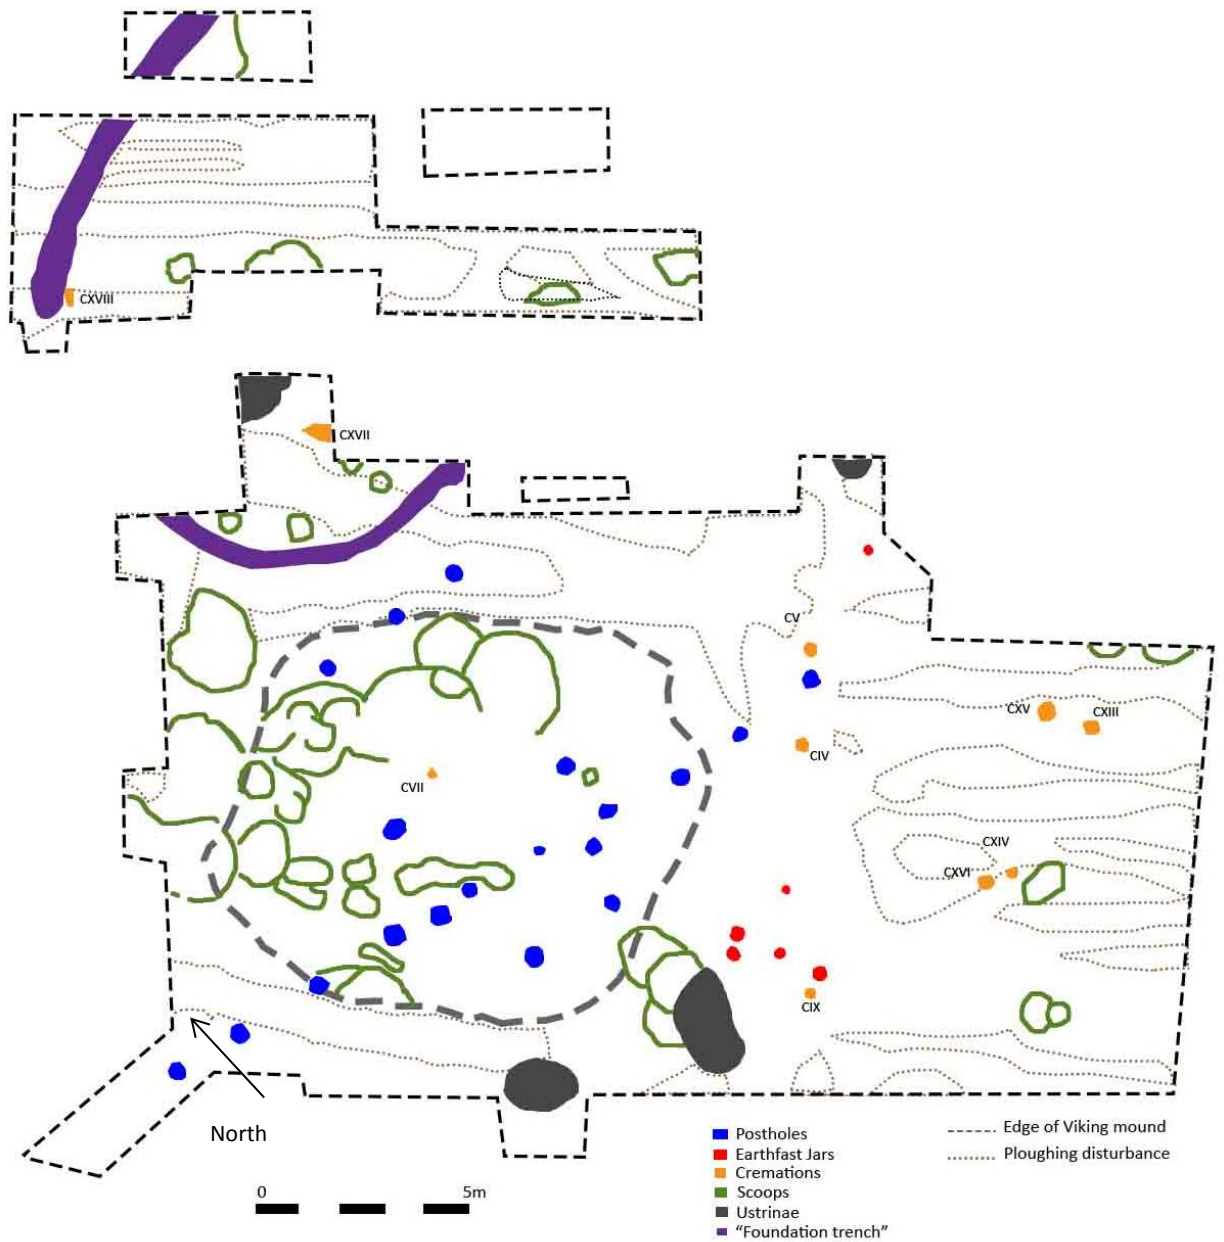 CXVIII
CXVII
CV
CXV
CXIII
CIV
CVII
CXIV
CXVI
CIX
North
0 5m
Postholes
Earthfast Jars
Cremations
Scoops
Ustrinae
“Foundation trench”
Edge of Viking mound
Ploughing disturbance